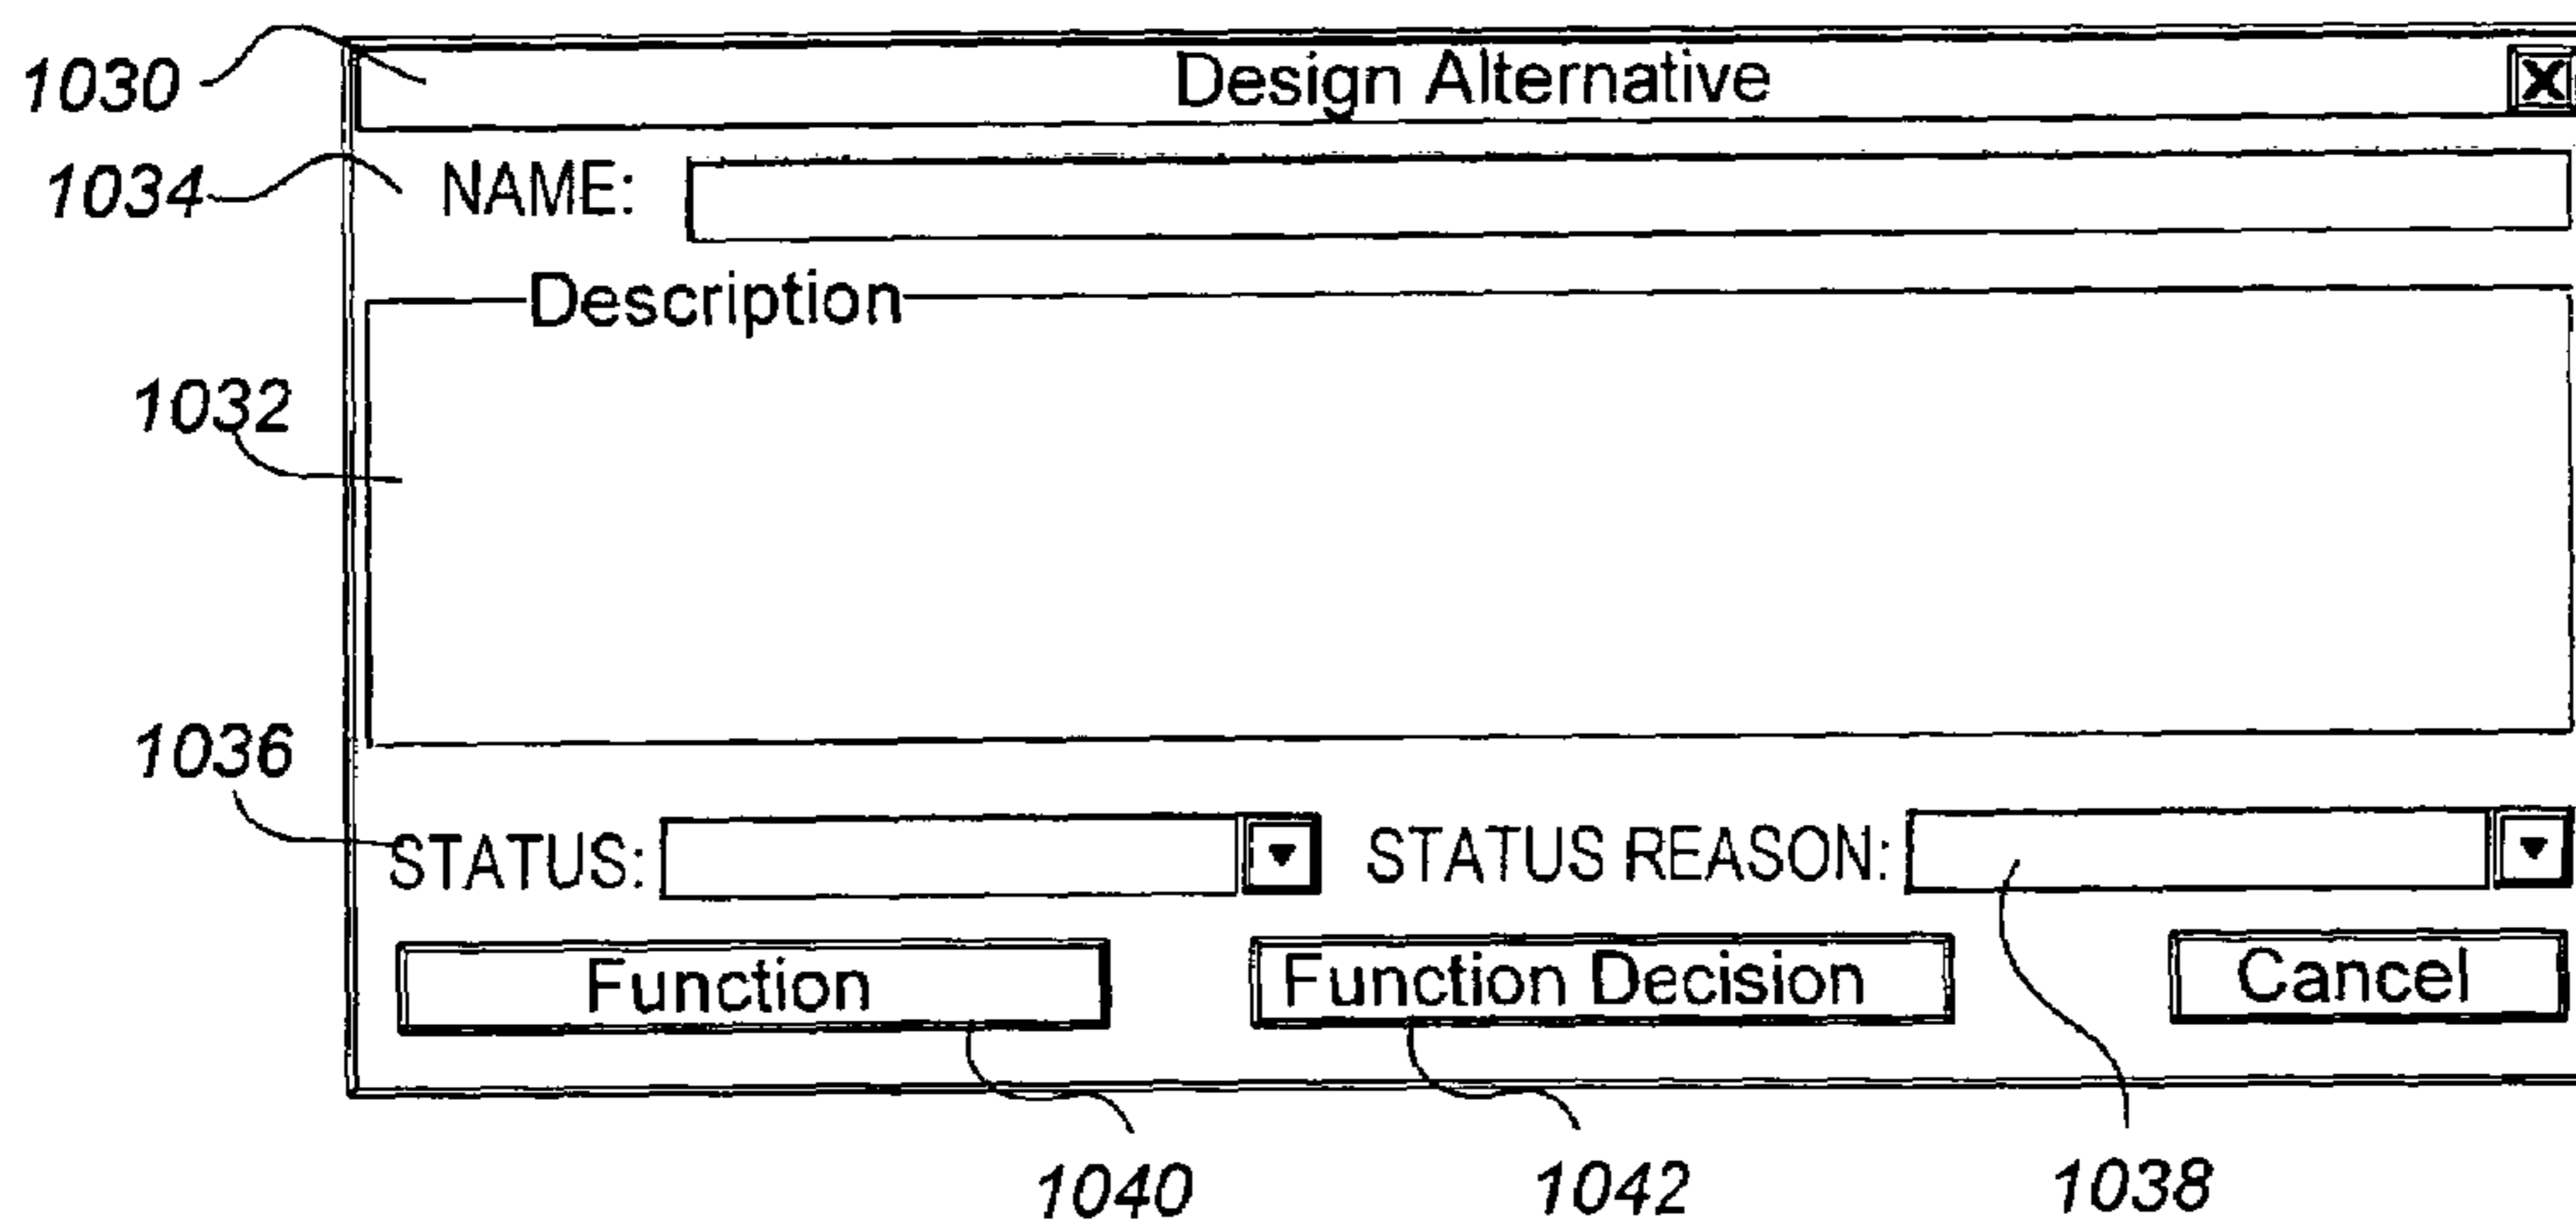 1030 Design Alternative X
1034 NAME:
Description
1032
1036
STATUS: STATUS REASON:
Function Function Decision Cancel
1040 1042 1038